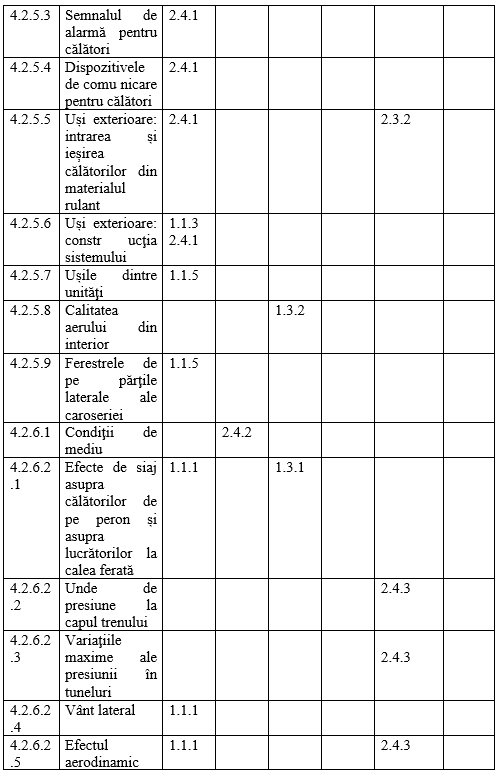 4.2.5.3 Semnalul de 2.4.1
alarmă pentru
călători
4.2.5.4 Dispozitivele 2.4.1
de comu nicare
pentru călători
4.2.5.5 Uși exterioare: 2.4.1 2.3.2
intrarea și
ieșirea
călătorilor din
materialul
rulant
4.2.5.6 Uși exterioare: 1.1.3
constr ucţia 2.4.1
sistemului
4.2.5.7 Ușile dintre 1.1.5
unităţi
4.2.5.8 Calitatea 1.3.2
aerului din
interior
4.2.5.9 Ferestrele de 1.1.5
pe părţile
laterale ale
caroseriei
4.2.6.1 Condiţii de 2.4.2
mediu
4.2.6.2 Efecte de siaj 1.1.1 1.3.1
.1 asupra
călătorilor de
pe peron și
asupra
lucrătorilor la
calea ferată
4.2.6.2 Unde de 2.4.3
.2 presiune la
capul trenului
4.2.6.2 Variaţiile
.3 maxime ale 2.4.3
presiunii în
tuneluri
4.2.6.2 Vânt lateral 1.1.1
.4
4.2.6.2 Efectul 1.1.1 2.4.3
.5 aerodinamic